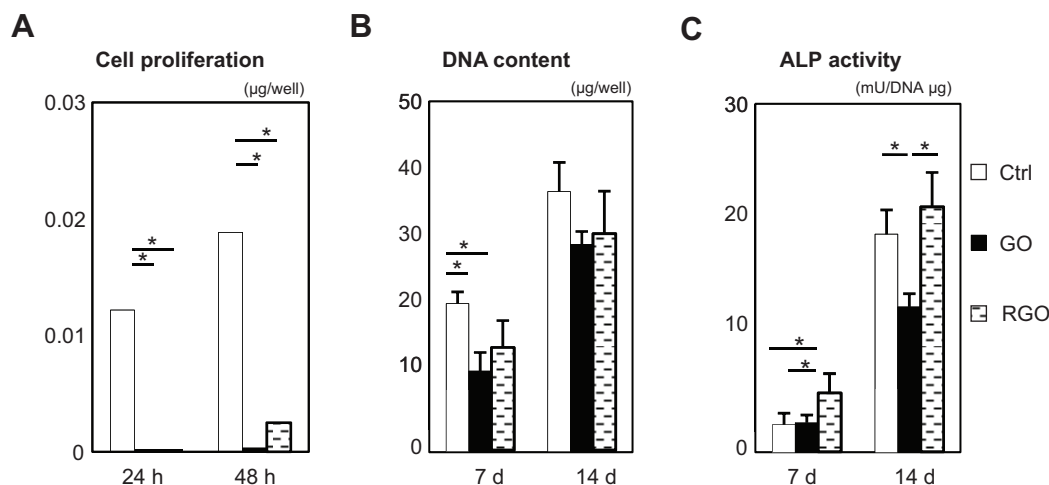 A
Cell proliferation
(µg/well)
0.03
0.02
0.01
0
*
*
*
*
24 h
48 h
B
DNA content
(µg/well)
50
40
30
20
10
0
*
*
7 d
14 d
C
ALP activity
(mU/DNA µg)
30
20
10
0
*
*
*
*
7 d
14 d
Ctrl
GO
RGO